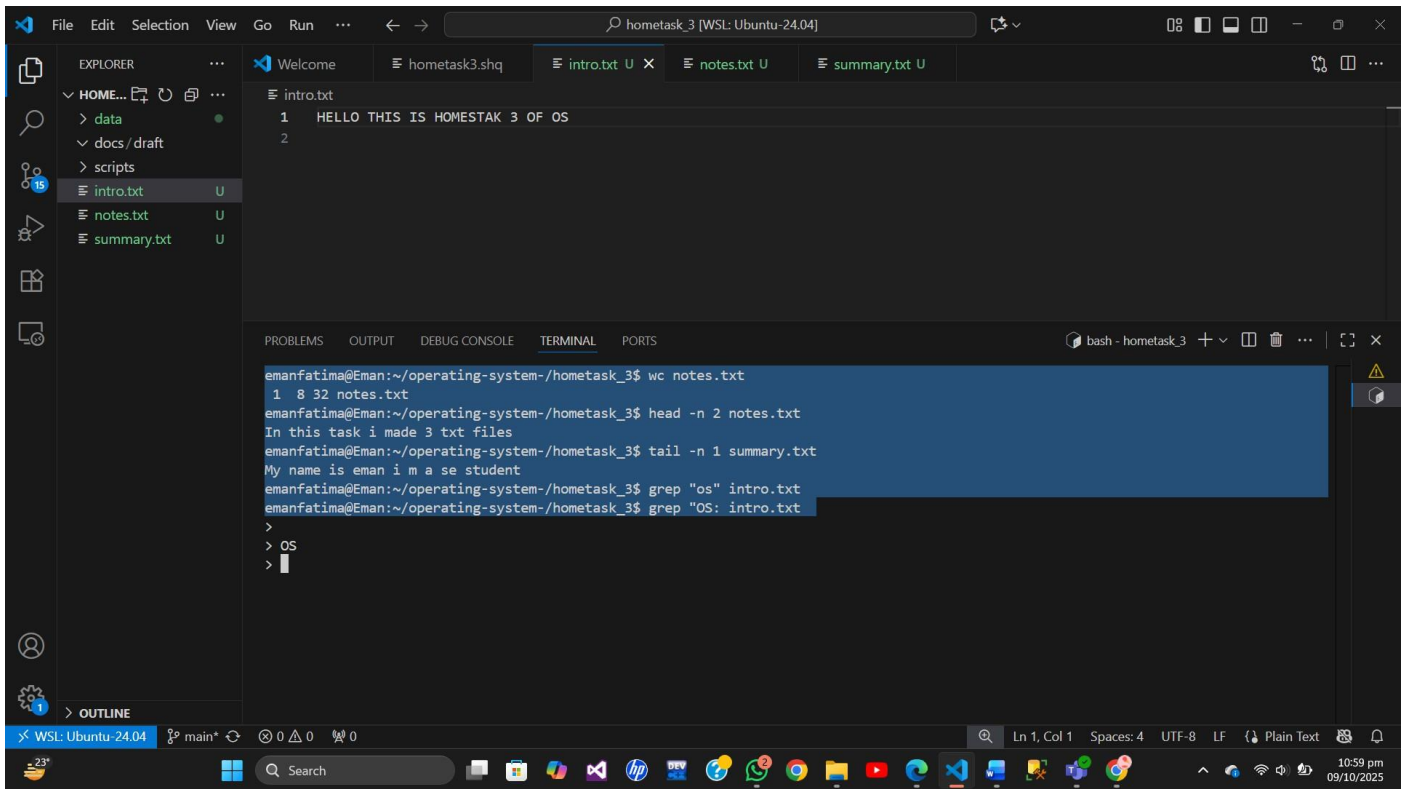 File Edit Selection View Go Run ··· hometask_3 [WSL: Ubuntu-24.04]
EXPLORER ··· Welcome hometask3.shq intro.txt U notes.txt U summary.txt U
HOME... intro.txt
data
docs / draft
scripts
intro.txt U
notes.txt U
summary.txt U
15
1 HELLO THIS IS HOMESTAK 3 OF OS
2
PROBLEMS OUTPUT DEBUG CONSOLE TERMINAL PORTS bash - hometask_3
emanfatima@Eman:~/operating-system-/hometask_3$ wc notes.txt
1 8 32 notes.txt
emanfatima@Eman:~/operating-system-/hometask_3$ head -n 2 notes.txt
In this task i made 3 txt files
emanfatima@Eman:~/operating-system-/hometask_3$ tail -n 1 summary.txt
My name is eman i m a se student
emanfatima@Eman:~/operating-system-/hometask_3$ grep "os" intro.txt
emanfatima@Eman:~/operating-system-/hometask_3$ grep "OS: intro.txt
>
> OS
>
1
OUTLINE
WSL: Ubuntu-24.04 main* 0 0 0 Ln 1, Col 1 Spaces: 4 UTF-8 LF Plain Text
23° Search hp DEV 2 10:59 pm
09/10/2025